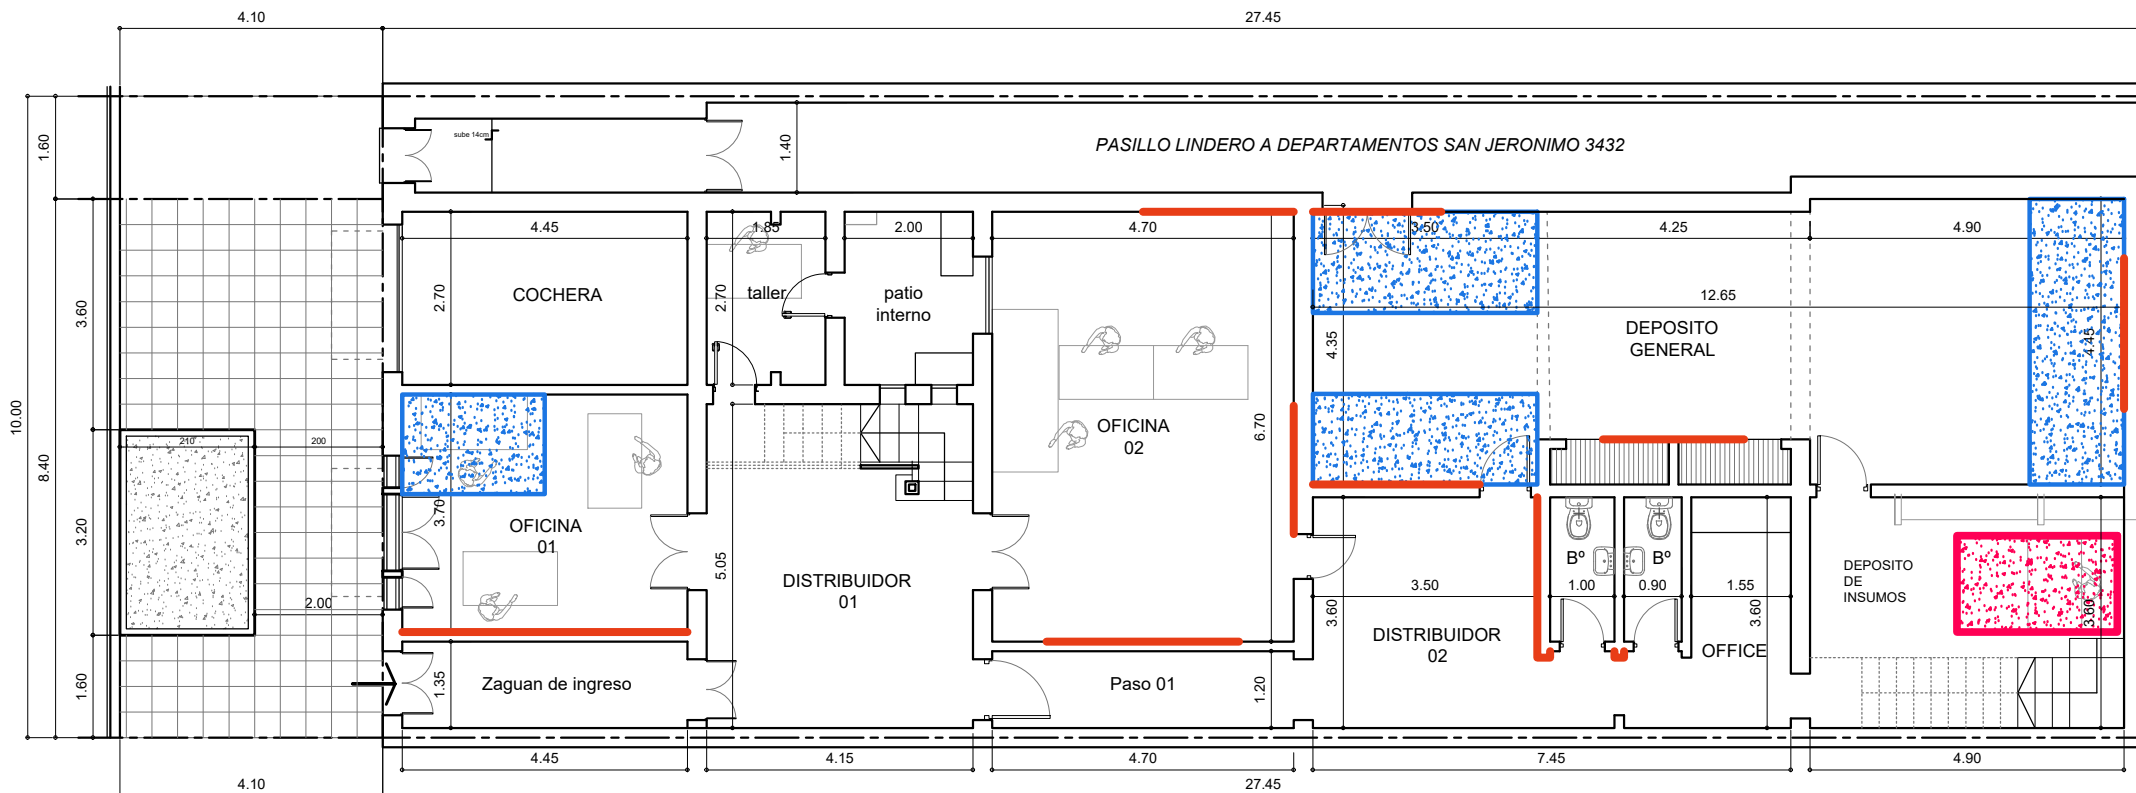 4.10
27.45
sube 14cm
1.60
1.40
PASILLO LINDERO A DEPARTAMENTOS SAN JERONIMO 3432
10.00
8.40
3.60
3.20
1.60
4.45
1.85
2.00
4.70
3.50
4.25
4.90
2.70
COCHERA
2.70
taller
patio
interno
12.65
DEPOSITO
GENERAL
4.35
4.45
OFICINA
02
6.70
210
200
3.70
OFICINA
01
5.05
DISTRIBUIDOR
01
2.00
Bº
Bº
3.50
1.00
0.90
1.55
3.60
3.60
3.60
DEPOSITO
DE
INSUMOS
DISTRIBUIDOR
02
OFFICE
1.35
Zaguan de ingreso
Paso 01
1.20
4.45
4.15
4.70
7.45
4.90
4.10
27.45